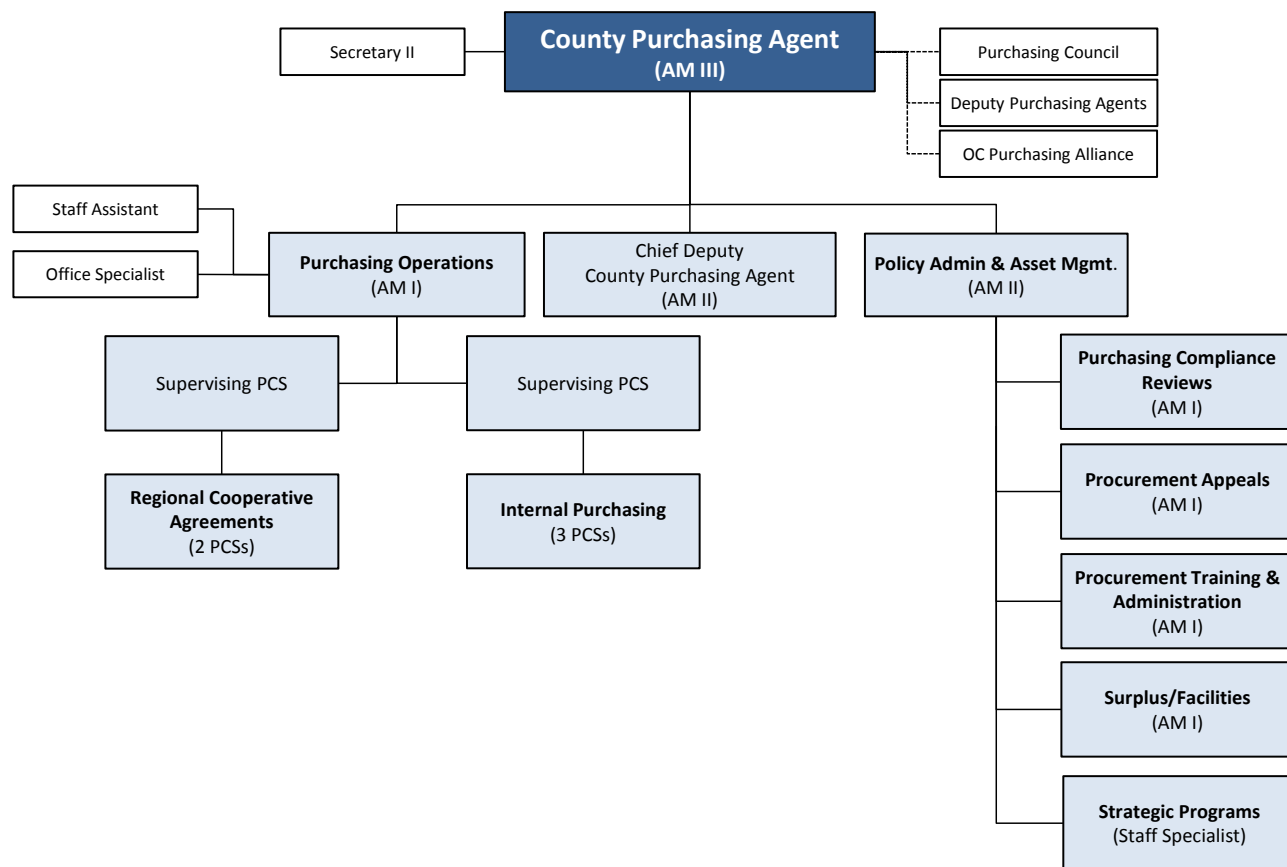 County Purchasing Agent
(AM III)
Secretary II
Purchasing Council
Deputy Purchasing Agents
OC Purchasing Alliance
Staff Assistant
Office Specialist
Purchasing Operations
(AM I)
Chief Deputy
County Purchasing Agent
(AM II)
Policy Admin & Asset Mgmt.
(AM II)
Supervising PCS
Supervising PCS
Regional Cooperative
Agreements
(2 PCSs)
Internal Purchasing
(3 PCSs)
Purchasing Compliance
Reviews
(AM I)
Procurement Appeals
(AM I)
Procurement Training &
Administration
(AM I)
Surplus/Facilities
(AM I)
Strategic Programs
(Staff Specialist)